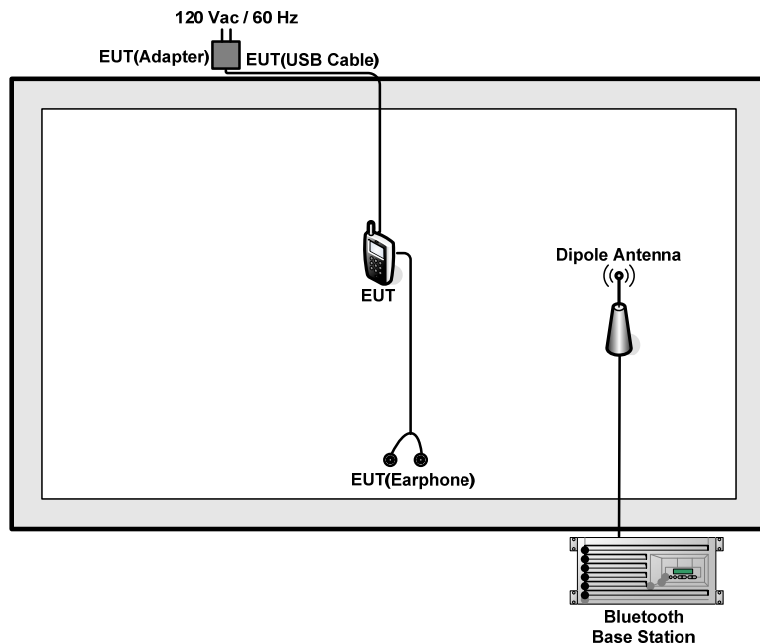 120 Vac / 60 Hz
EUT(Adapter)
EUT(USB Cable)
Dipole Antenna
EUT
EUT(Earphone)
Bluetooth
Base Station